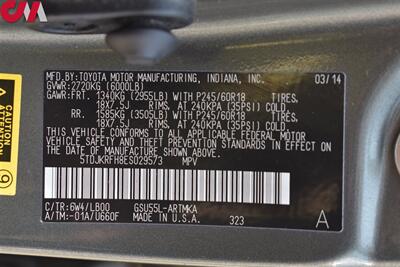 CMA
MFD. BY: TOYOTA MOTOR MANUFACTURING, INDIANA, INC. 03/14
GVWR: 2720KG (6000LB)
GAWR: FRT. 1340KG (2955LB) WITH P245/60R18 TIRES,
18X7.5J RIMS, AT 240KPA (35PSI) COLD
RR. 1585KG (3500LB) WITH P245/60R18 TIRES,
18X7.5J RIMS, AT 240KPA (35PSI) COLD
THIS VEHICLE CONFORMS TO ALL APPLICABLE FEDERAL MOTOR
VEHICLE SAFETY AND THEFT PREVENTION STANDARDS IN
EFFECT ON THE DATE OF MANUFACTURE SHOWN ABOVE.
5TDJKRFH8ES029573 MPV
C/TR: 6W4/LB00 GSU55L-ARTMKA
A/TM: -01A/U660F MADE IN U.S.A. 323 A
CAUTION